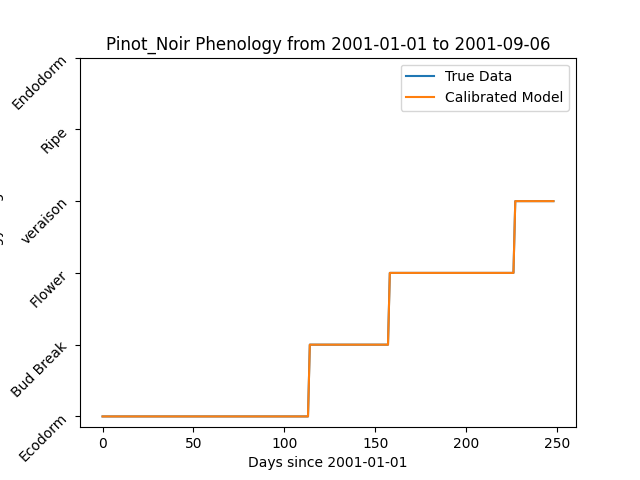 Pinot_Noir Phenology from 2001-01-01 to 2001-09-06
True Data
Calibrated Model
Endodorm
Ripe
veraison
Flower
Bud Break
Ecodorm
0 50 100 150 200 250
Days since 2001-01-01